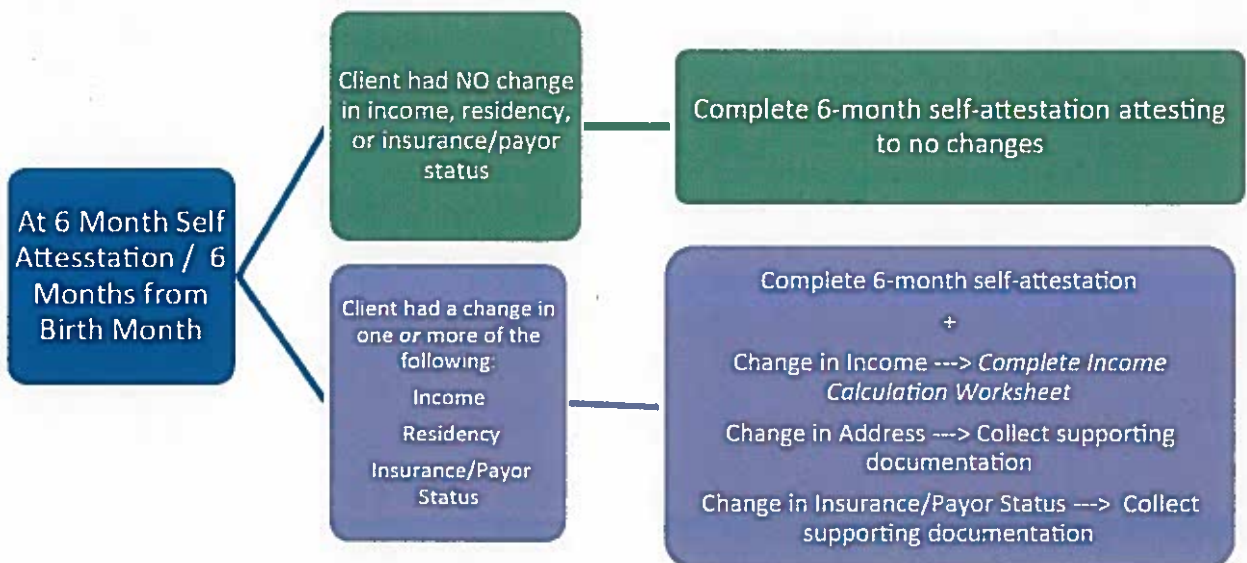 At 6 Month Self
Attesstation / 6
Months from
Birth Month
Client had NO change
in income, residency,
or insurance/payor
status
Complete 6-month self-attestation attesting
to no changes
Client had a change in
one or more of the
following:
Income
Residency
Insurance/Payor
Status
Complete 6-month self-attestation
+
Change in Income ---> Complete Income
Calculation Worksheet
Change in Address ---> Collect supporting
documentation
Change in Insurance/Payor Status ---> Collect
supporting documentation